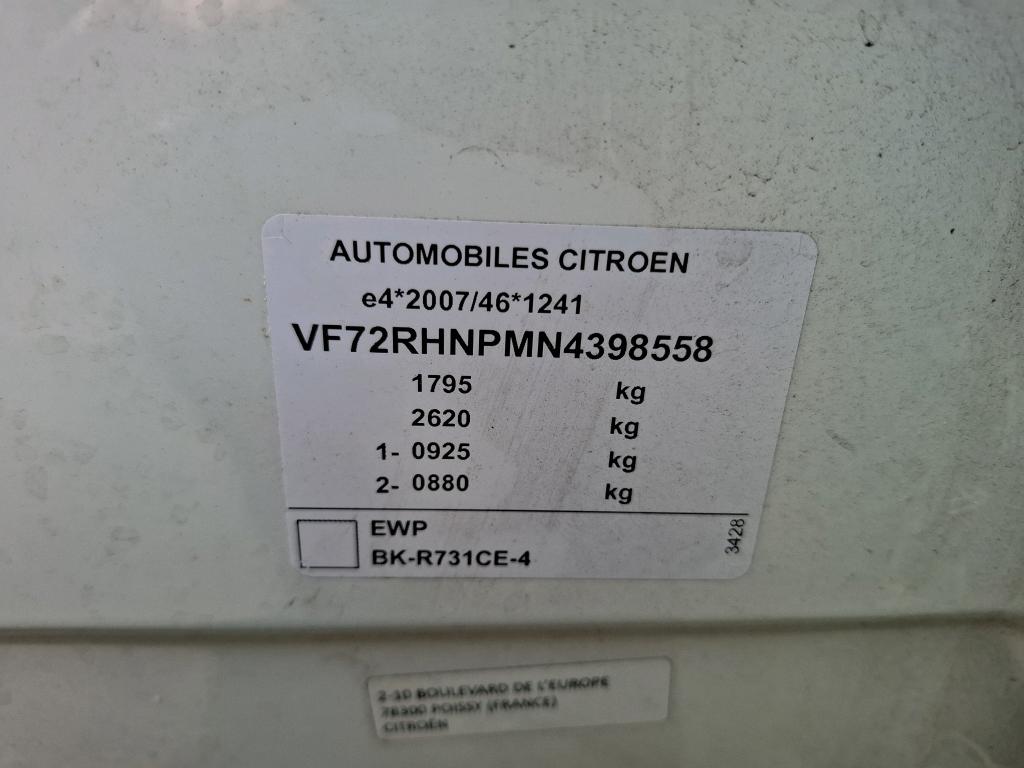 AUTOMOBILES CITROEN
e4*2007/46*1241
VF72RHNPMN4398558
1795 kg
2620 kg
1- 0925 kg
2- 0880 kg
EWP
BK-R731CE-4
3428
2-10 BOULEVARD DE L'EUROPE
78300 POISSY (FRANCE)
CITROËN